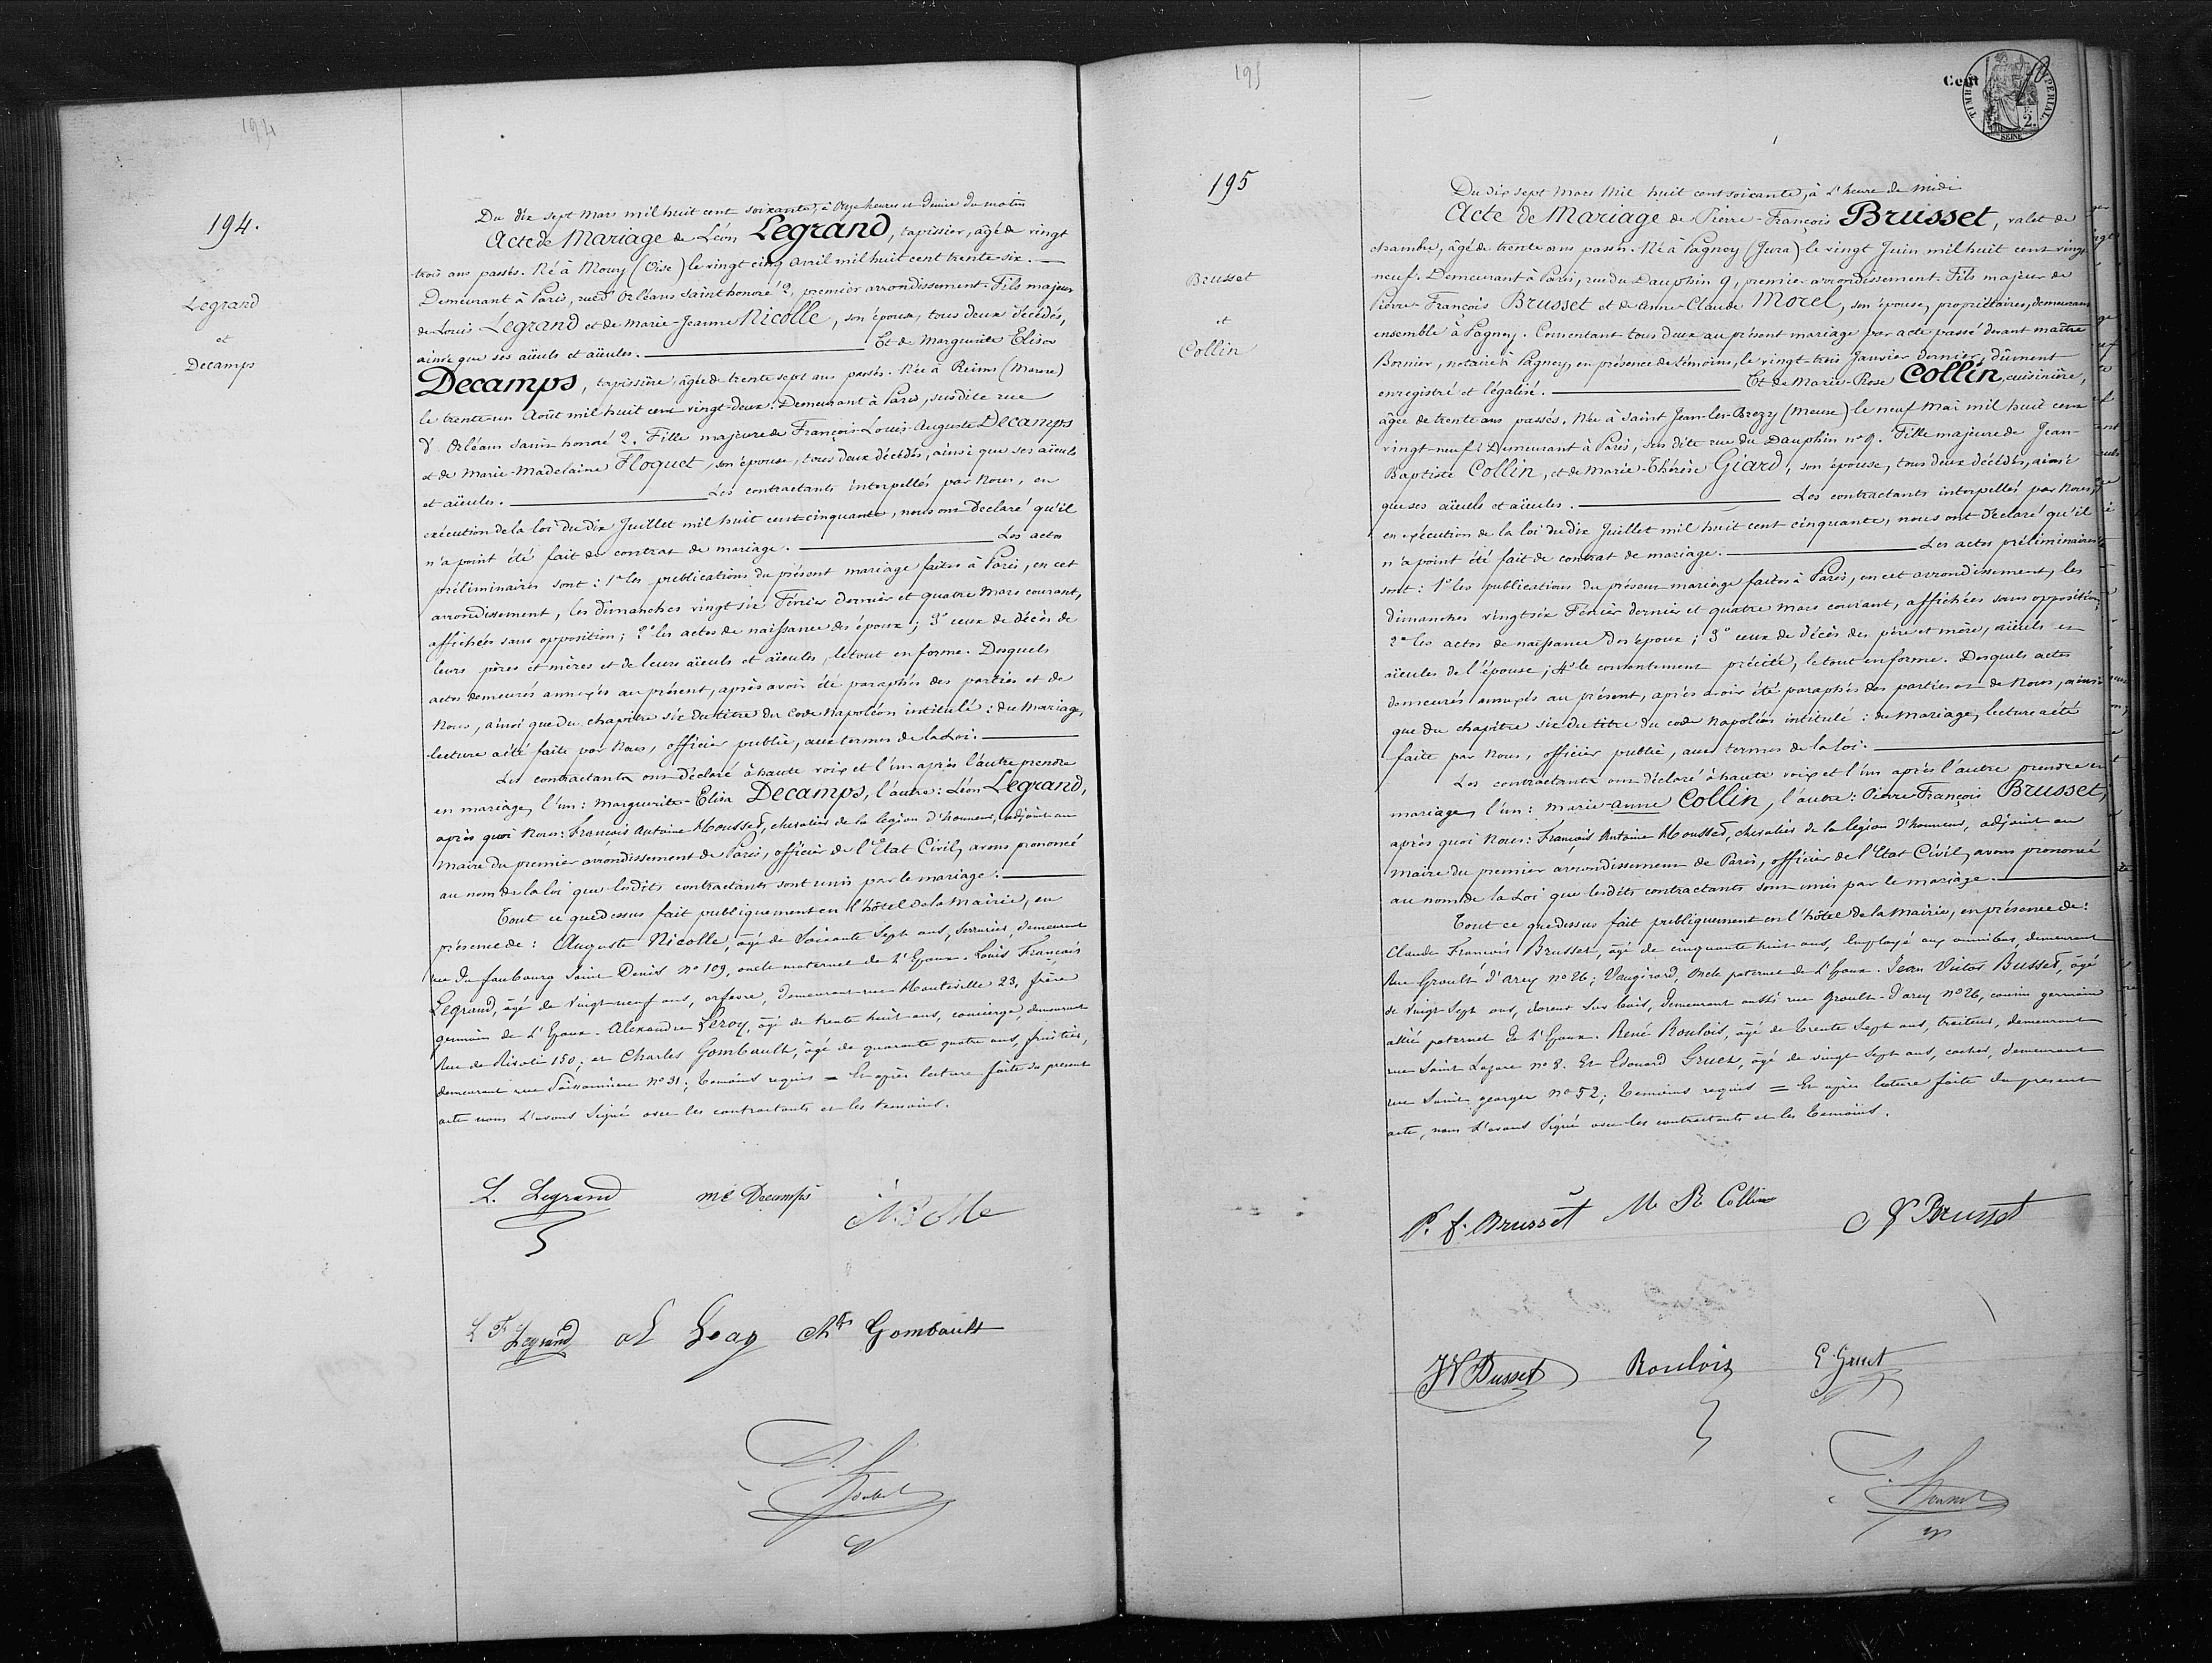 194
194.
Legrand
et
Decamps
Du dix sept Mars mil huit cent soixante, à Onze heures et demie du matin
Acte de Mariage de Léon Legrand, tapissier, âgé de vingt
trois ans passés. Né à Mouy (Oise) le vingt cinq avril mil huit cent trente-six.
Demeurant à Paris, rue d'Orléans Saint honoré 2, premier arrondissement. Fils majeur
de Louis Legrand et de Marie-Jeanne Nicolle, son épouse, tous deux décédés,
ainsi que ses aïeuls et aïeules. Et de Marguerite Elisa
Decamps, tapissière, âgée de trente sept ans passés. Née à Reims (Marne)
le trente-un Août mil huit cent vingt-deux. Demeurant à Paris, susdite rue
d'Orléans Saint honoré 2. Fille majeure de François-Louis-Auguste Decamps
et de Marie-Madelaine Floquet, son épouse, tous deux décédés, ainsi que ses aïeuls
et aïeules. Les contractants interpellés par Nous, en
exécution de la loi du dix Juillet mil huit cent cinquante, nous ont déclaré qu'il
n'a point été fait de contrat de mariage. Les actes
préliminaires sont : 1° les publications du présent mariage faites à Paris, en cet
arrondissement, les dimanches vingt six Février dernier et quatre Mars courant,
affichées sans opposition ; 2° les actes de naissance des époux ; 3° ceux de décès de
leurs pères et mères et de leurs aïeuls et aïeules, le tout en forme. Desquels
actes demeurés annexés au présent, après avoir été paraphés des parties et de
Nous, ainsi que du chapitre six du titre du Code Napoléon intitulé : du Mariage,
lecture a été faite par Nous, officier public, aux termes de la Loi.
Les contractants ont déclaré à haute voix et l'un après l'autre prendre
en mariage, l'un : Marguerite-Elisa Decamps, l'autre : Léon Legrand,
après quoi Nous : François Antoine Mousset, chevalier de la légion d'honneur, adjoint au
Maire du premier arrondissement de Paris, officier de l'Etat Civil, avons prononcé
au nom de la loi que lesdits contractants sont unis par le mariage.
Tout ce que dessus fait publiquement en l'hôtel de la Mairie, en
présence de : Auguste Nicolle, âgé de soixante sept ans, serrurier, demeurant
rue du faubourg Saint Denis n° 109, oncle maternel de l'Epoux. Louis François
Legrand, âgé de vingt-neuf ans, orfèvre, demeurant rue Hauteville 23, frère
germain de l'Epoux. Alexandre Leroy, âgé de trente huit ans, concierge, demeurant
Rue de Rivoli 150 ; et Charles Gombault, âgé de quarante quatre ans, fruitier,
demeurant rue Poissonnière n° 31 ; témoins requis = Et après lecture faite du présent
acte nous l'avons signé avec les contractants et les témoins.
L. Legrand me Decamps Nicolle
L F Legrand al Leroy Ch Gombault
195
Cent
TIMBRE IMPERIAL
2.
SEINE
195
Brusset
et
Collin
Du dix sept Mars Mil huit cent soixante, à l'heure de midi
Acte de Mariage de Pierre-François Brusset, valet de
chambre, âgé de trente ans passés. Né à Pagney (Jura) le vingt Juin mil huit cent vingt
neuf. Demeurant à Paris, rue du Dauphin 9, premier arrondissement. Fils majeur de
Pierre-François Brusset et de Anne-Claude Morel, son épouse, propriétaires, demeurant
ensemble à Pagney. Consentant tous deux au présent mariage par acte passé devant maître
Bonnier, notaire à Pagney, en présence de témoins, le vingt-trois Janvier dernier, dûment
enregistré et légalisé. Et de Marie-Rose Collin, cuisinière,
âgée de trente ans passés. Née à Saint Jean-les-Buzy (Meuse) le neuf Mai mil huit cent
vingt-neuf. Demeurant à Paris, sus dite rue du Dauphin n° 9. Fille majeure de Jean-
Baptiste Collin, et de Marie-Thérèse Giard, son épouse, tous deux décédés, ainsi
que ses aïeuls et aïeules. Les contractants interpellés par Nous,
en exécution de la loi du dix Juillet mil huit cent cinquante, nous ont déclaré qu'il
n'a point été fait de contrat de mariage. Les actes préliminaires
sont : 1° les publications du présent mariage faites à Paris, en cet arrondissement, les
dimanches vingt six Février dernier et quatre Mars courant, affichées sans opposition ;
2° les actes de naissance des époux ; 3° ceux de décès des père et mère, aïeuls et
aïeules de l'épouse ; 4° le consentement précité, le tout en forme. Desquels actes
demeurés annexés au présent, après avoir été paraphés des parties et de Nous, ainsi
que du chapitre six du titre du code Napoléon intitulé : du Mariage, lecture a été
faite par Nous, officier public, aux termes de la loi.
Les contractants ont déclaré à haute voix et l'un après l'autre prendre en
mariage, l'un : Marie-Anne Collin, l'autre : Pierre-François Brusset,
après quoi Nous : François Antoine Mousset, chevalier de la légion d'honneur, adjoint au
Maire du premier arrondissement de Paris, officier de l'Etat Civil, avons prononcé
au nom de la Loi que lesdits contractants sont unis par le mariage.
Tout ce que dessus fait publiquement en l'hôtel de la Mairie, en présence de :
Claude François Brusset, âgé de cinquante huit ans, Employé aux omnibus, demeurant
Rue Groult d'arcy n° 26, Vaugirard, Oncle paternel de l'Epoux. Jean Victor Busset, âgé
de vingt sept ans, doreur sur bois, demeurant aussi rue Groult-d'arcy n° 26, cousin germain
allié paternel de l'Epoux. René Roulois, âgé de trente sept ans, traiteur, demeurant
rue Saint Lazare n° 8. Et Edouard Gruet, âgé de vingt sept ans, cocher, demeurant
rue Saint georges n° 52 ; témoins requis = Et après lecture faite du présent
acte, nous l'avons signé avec les contractants et les témoins.
P. f. Brusset M R Collin C F Brusset
JV Busset Roulois E Gruet